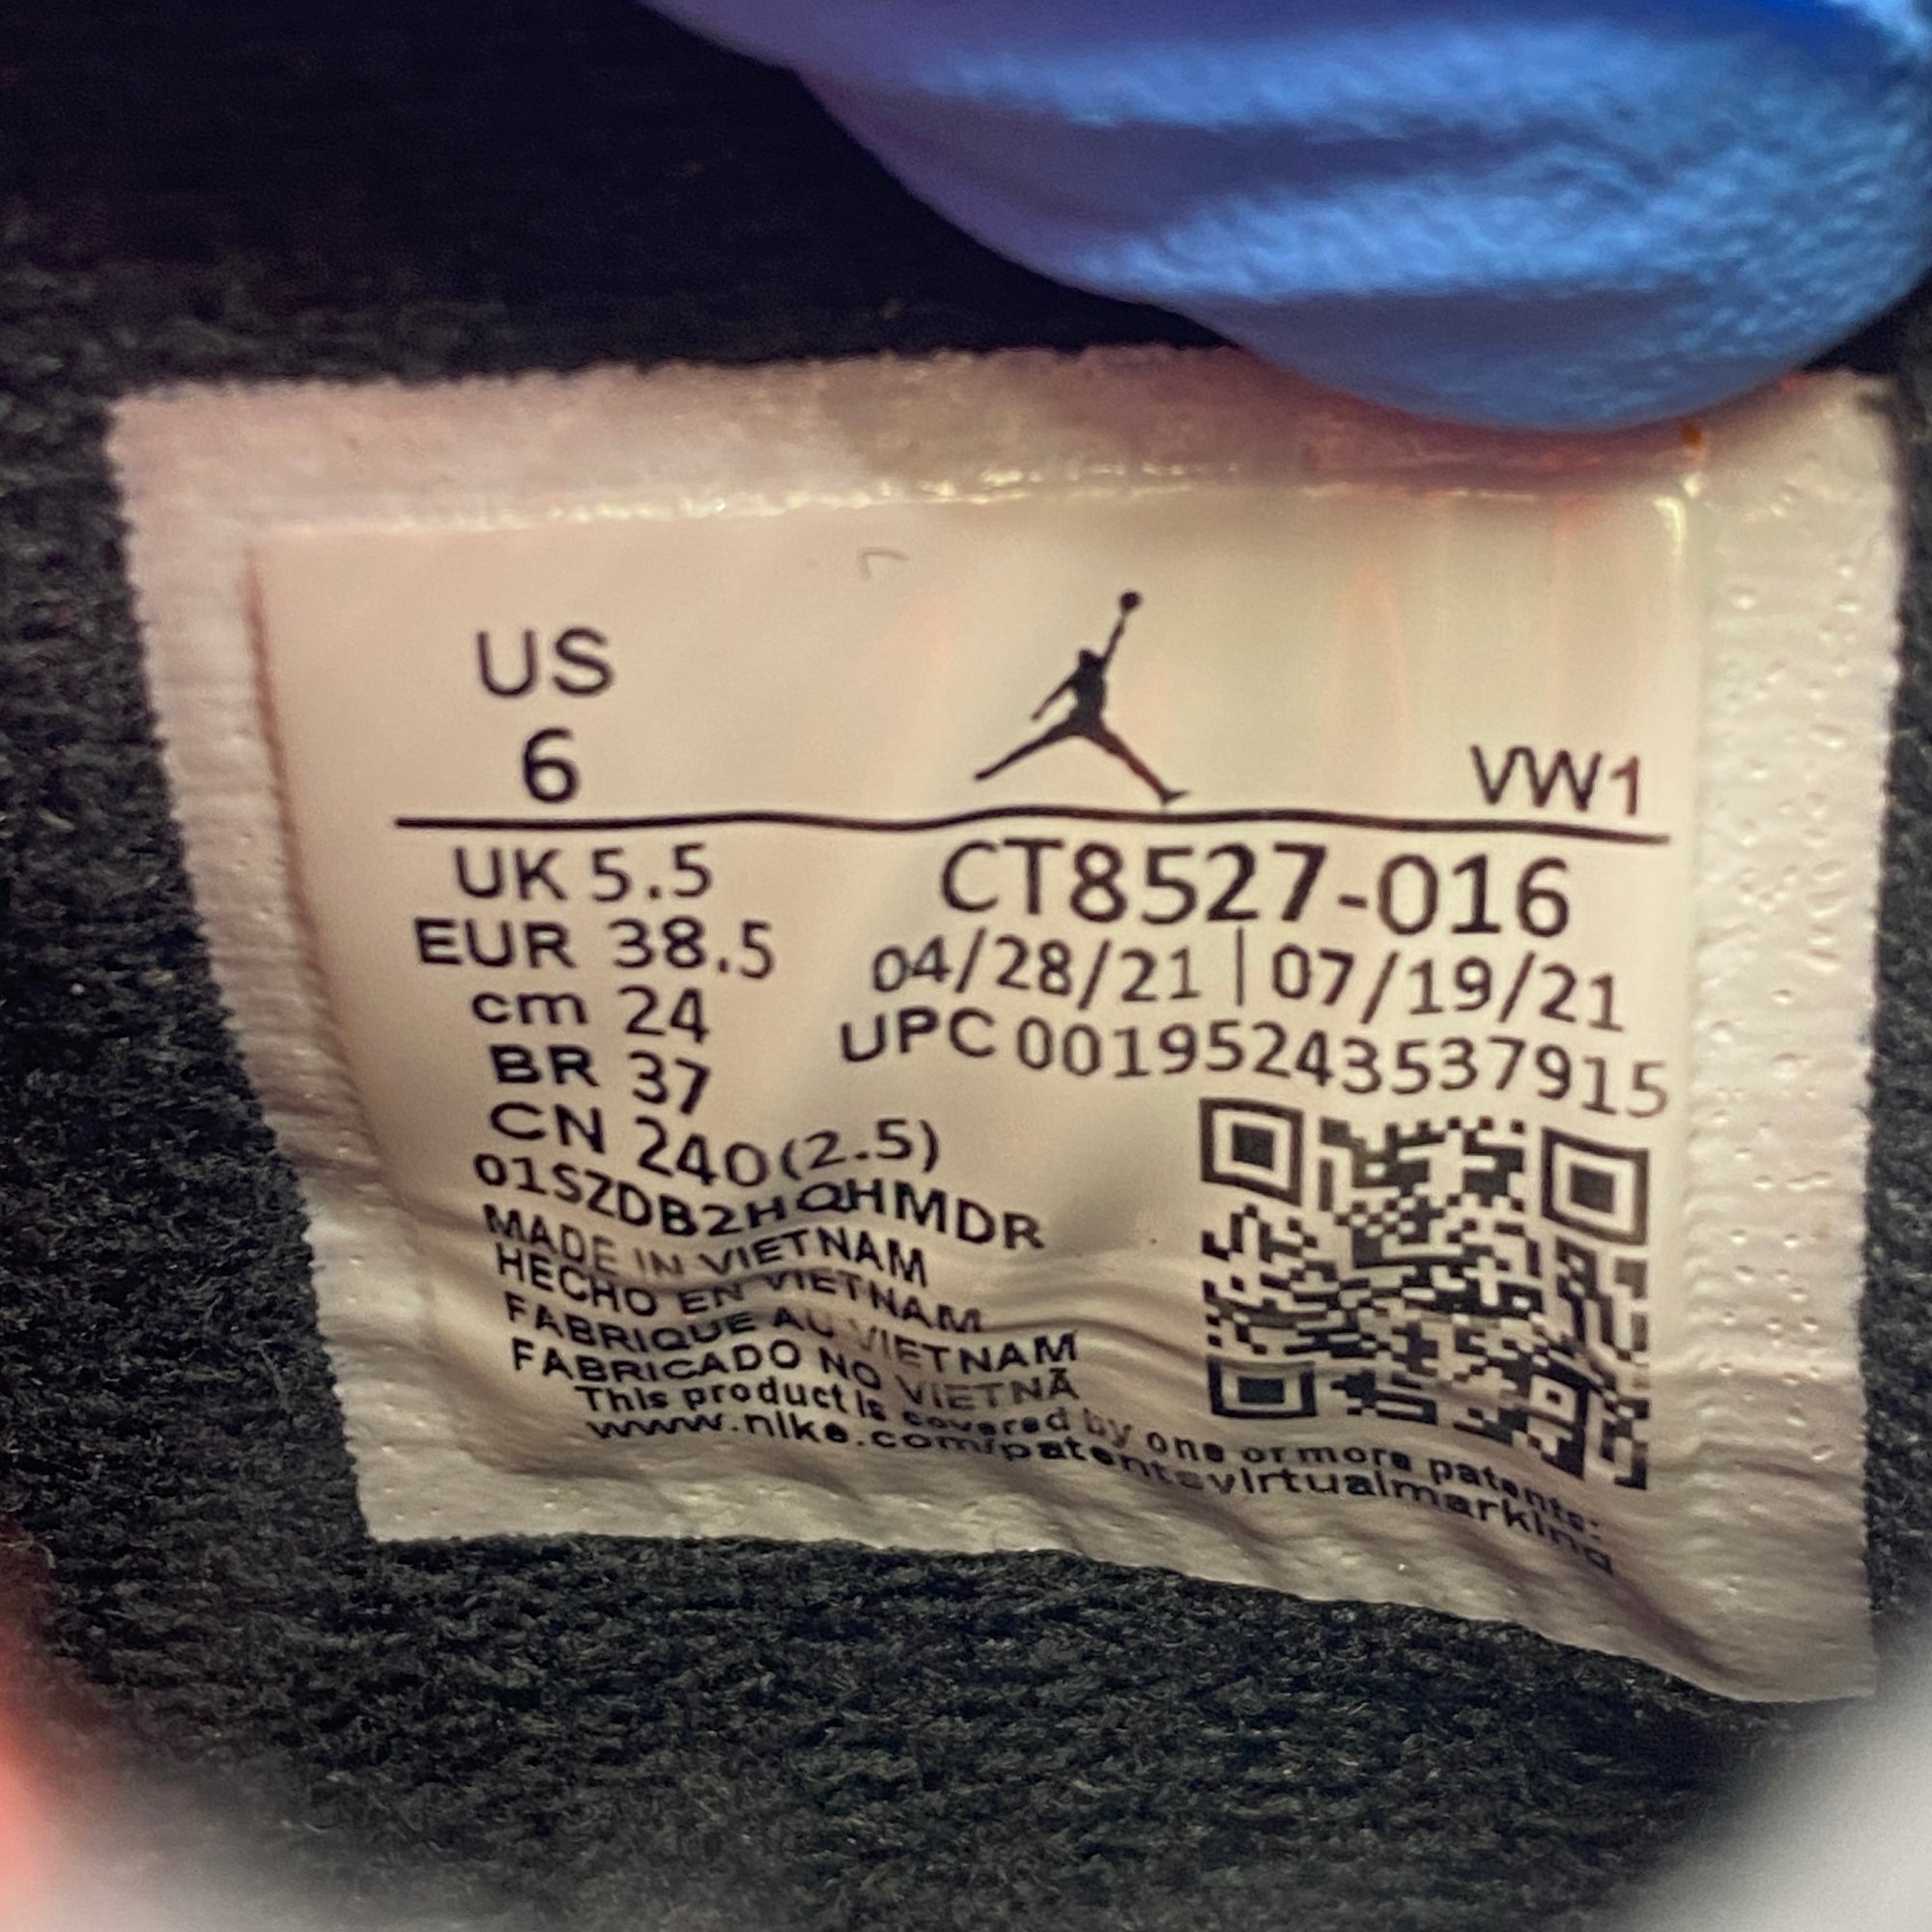 US
6
VW1
UK 5.5
EUR 38.5
cm 24
BR 37
CN 240(2.5)
CT8527-016
04/28/21 | 07/19/21
UPC 00195243537915
01SZDB2HQHMDR
MADE IN VIETNAM
HECHO EN VIETNAM
FABRIQUE AU VIETNAM
FABRICADO NO VIETNÃ
This product is covered by one or more patents:
www.nike.com/patentsvirtualmarking